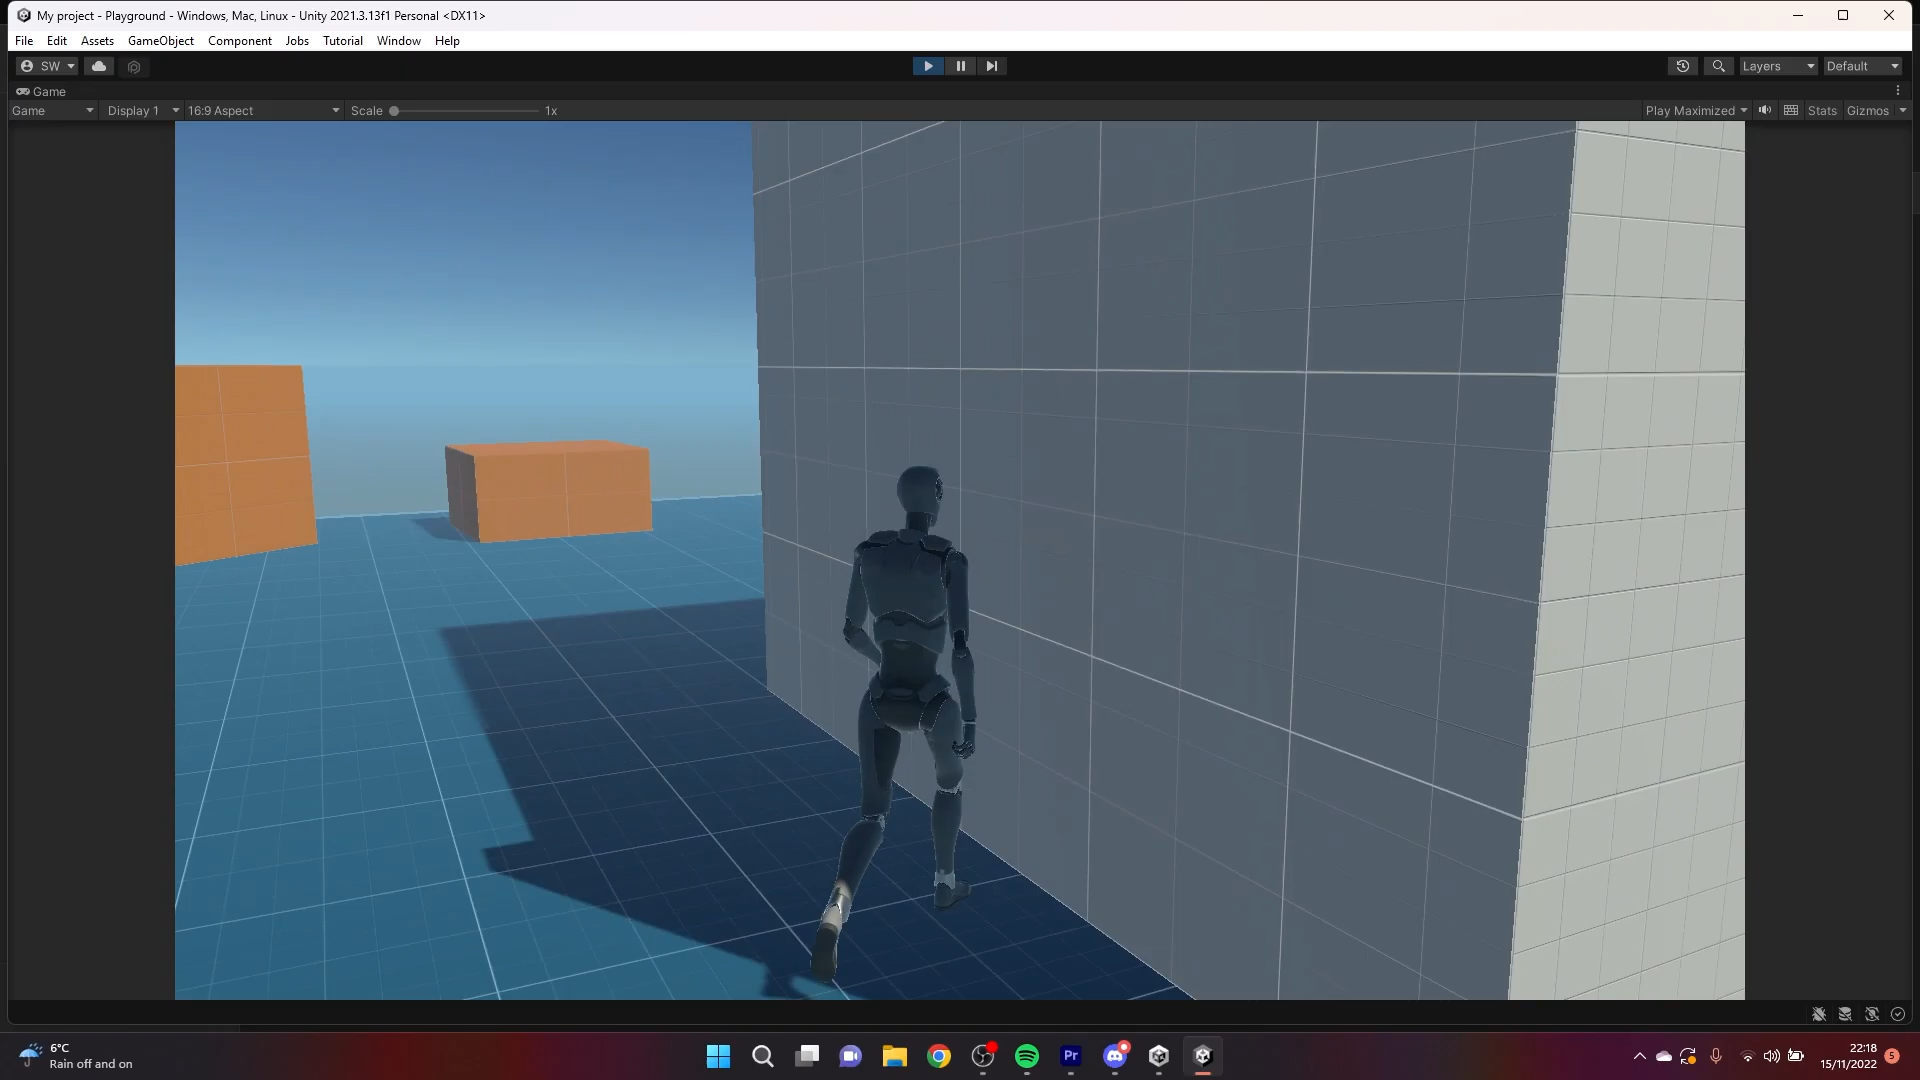 My project - Playground - Windows, Mac, Linux - Unity 2021.3.13f1 Personal <DX11>
File Edit Assets GameObject Component Jobs Tutorial Window Help
SW Layers Default
Game
Game Display 1 16:9 Aspect Scale 1x Play Maximized Stats Gizmos
6°C
Rain off and on
Pr
22:18
15/11/2022
5